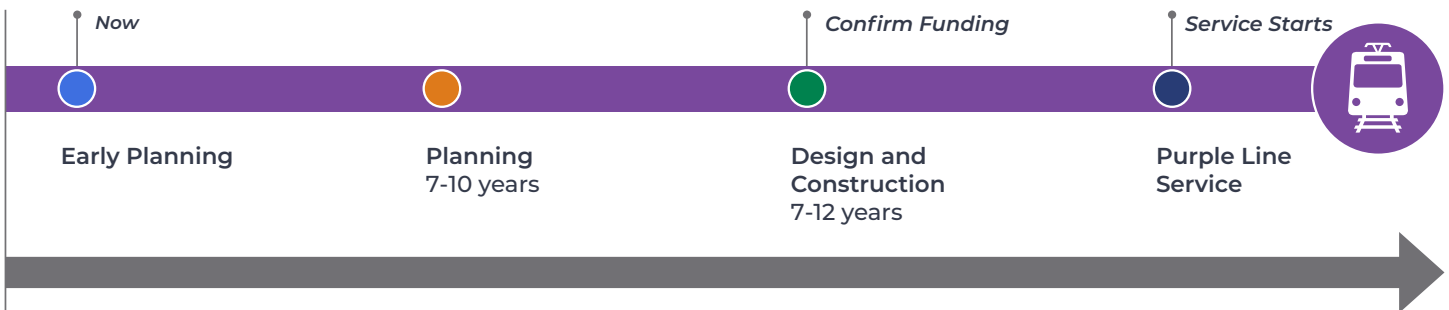 Now
Confirm Funding
Service Starts
Early Planning
Planning
7-10 years
Design and
Construction
7-12 years
Purple Line
Service